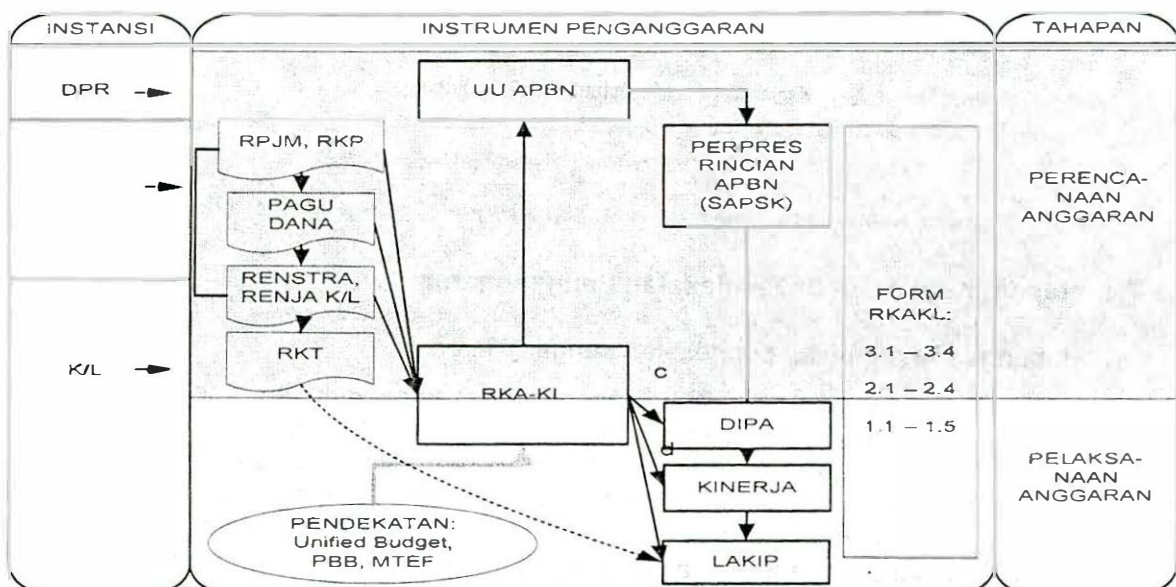 INSTANSI
INSTRUMEN PENGANGGARAN
TAHAPAN
DPR
UU APBN
RPJM, RKP
PERPRES
RINCIAN
APBN
(SAPSK)
PERENCA-
NAAN
ANGGARAN
PAGU
DANA
RENSTRA,
RENJA K/L
FORM
RKAKL:
3.1 – 3.4
2.1 – 2.4
1.1 – 1.5
RKT
K/L
RKA-KL
c
DIPA
d
KINERJA
PELAKSA-
NAAN
ANGGARAN
PENDEKATAN:
Unified Budget,
PBB, MTEF
LAKIP